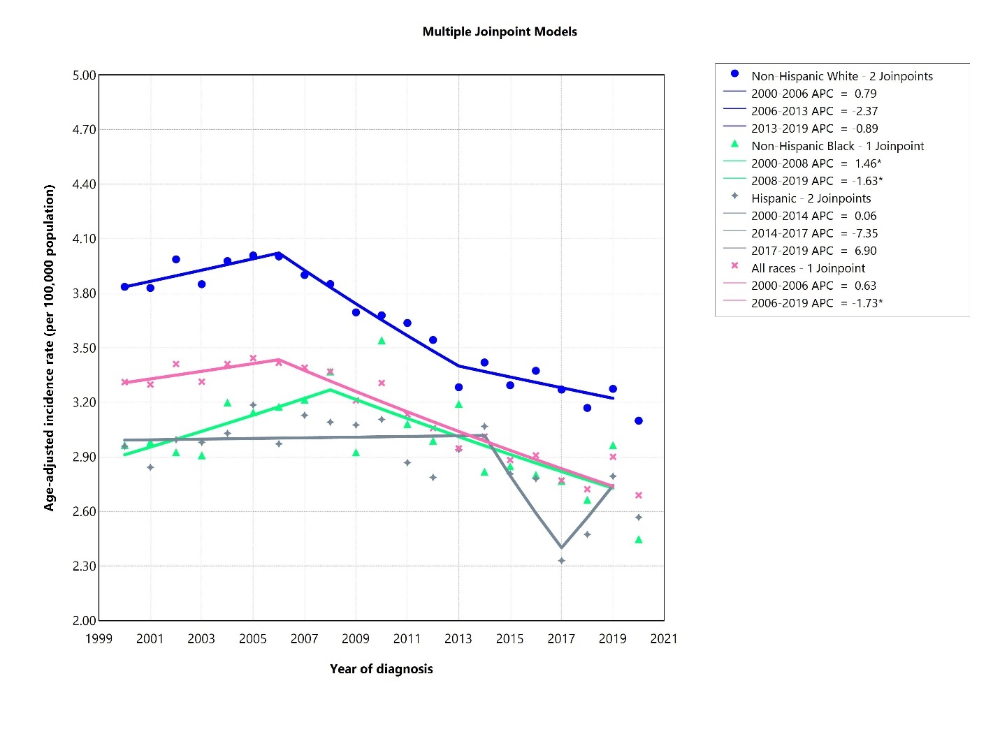 Multiple Joinpoint Models
5.00
4.70
4.40
4.10
3.80
3.50
3.20
2.90
2.60
2.30
2.00
Age-adjusted incidence rate (per 100,000 population)
1999 2001 2003 2005 2007 2009 2011 2013 2015 2017 2019 2021
Year of diagnosis
Non-Hispanic White - 2 Joinpoints
2000-2006 APC = 0.79
2006-2013 APC = -2.37
2013-2019 APC = -0.89
Non-Hispanic Black - 1 Joinpoint
2000-2008 APC = 1.46*
2008-2019 APC = -1.63*
Hispanic - 2 Joinpoints
2000-2014 APC = 0.06
2014-2017 APC = -7.35
2017-2019 APC = 6.90
All races - 1 Joinpoint
2000-2006 APC = 0.63
2006-2019 APC = -1.73*